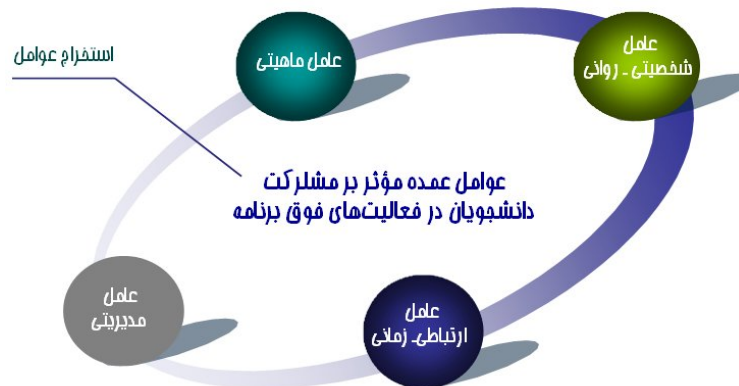 عامل
شخصیتی - روانی
عامل ماهیتی
استخراج عوامل
عوامل عمده مؤثر بر مشلرکت
دانشجویان در فعالیت‌های فوق برنامه
عامل
ارتباطی- زمانی
عامل
مدیریتی